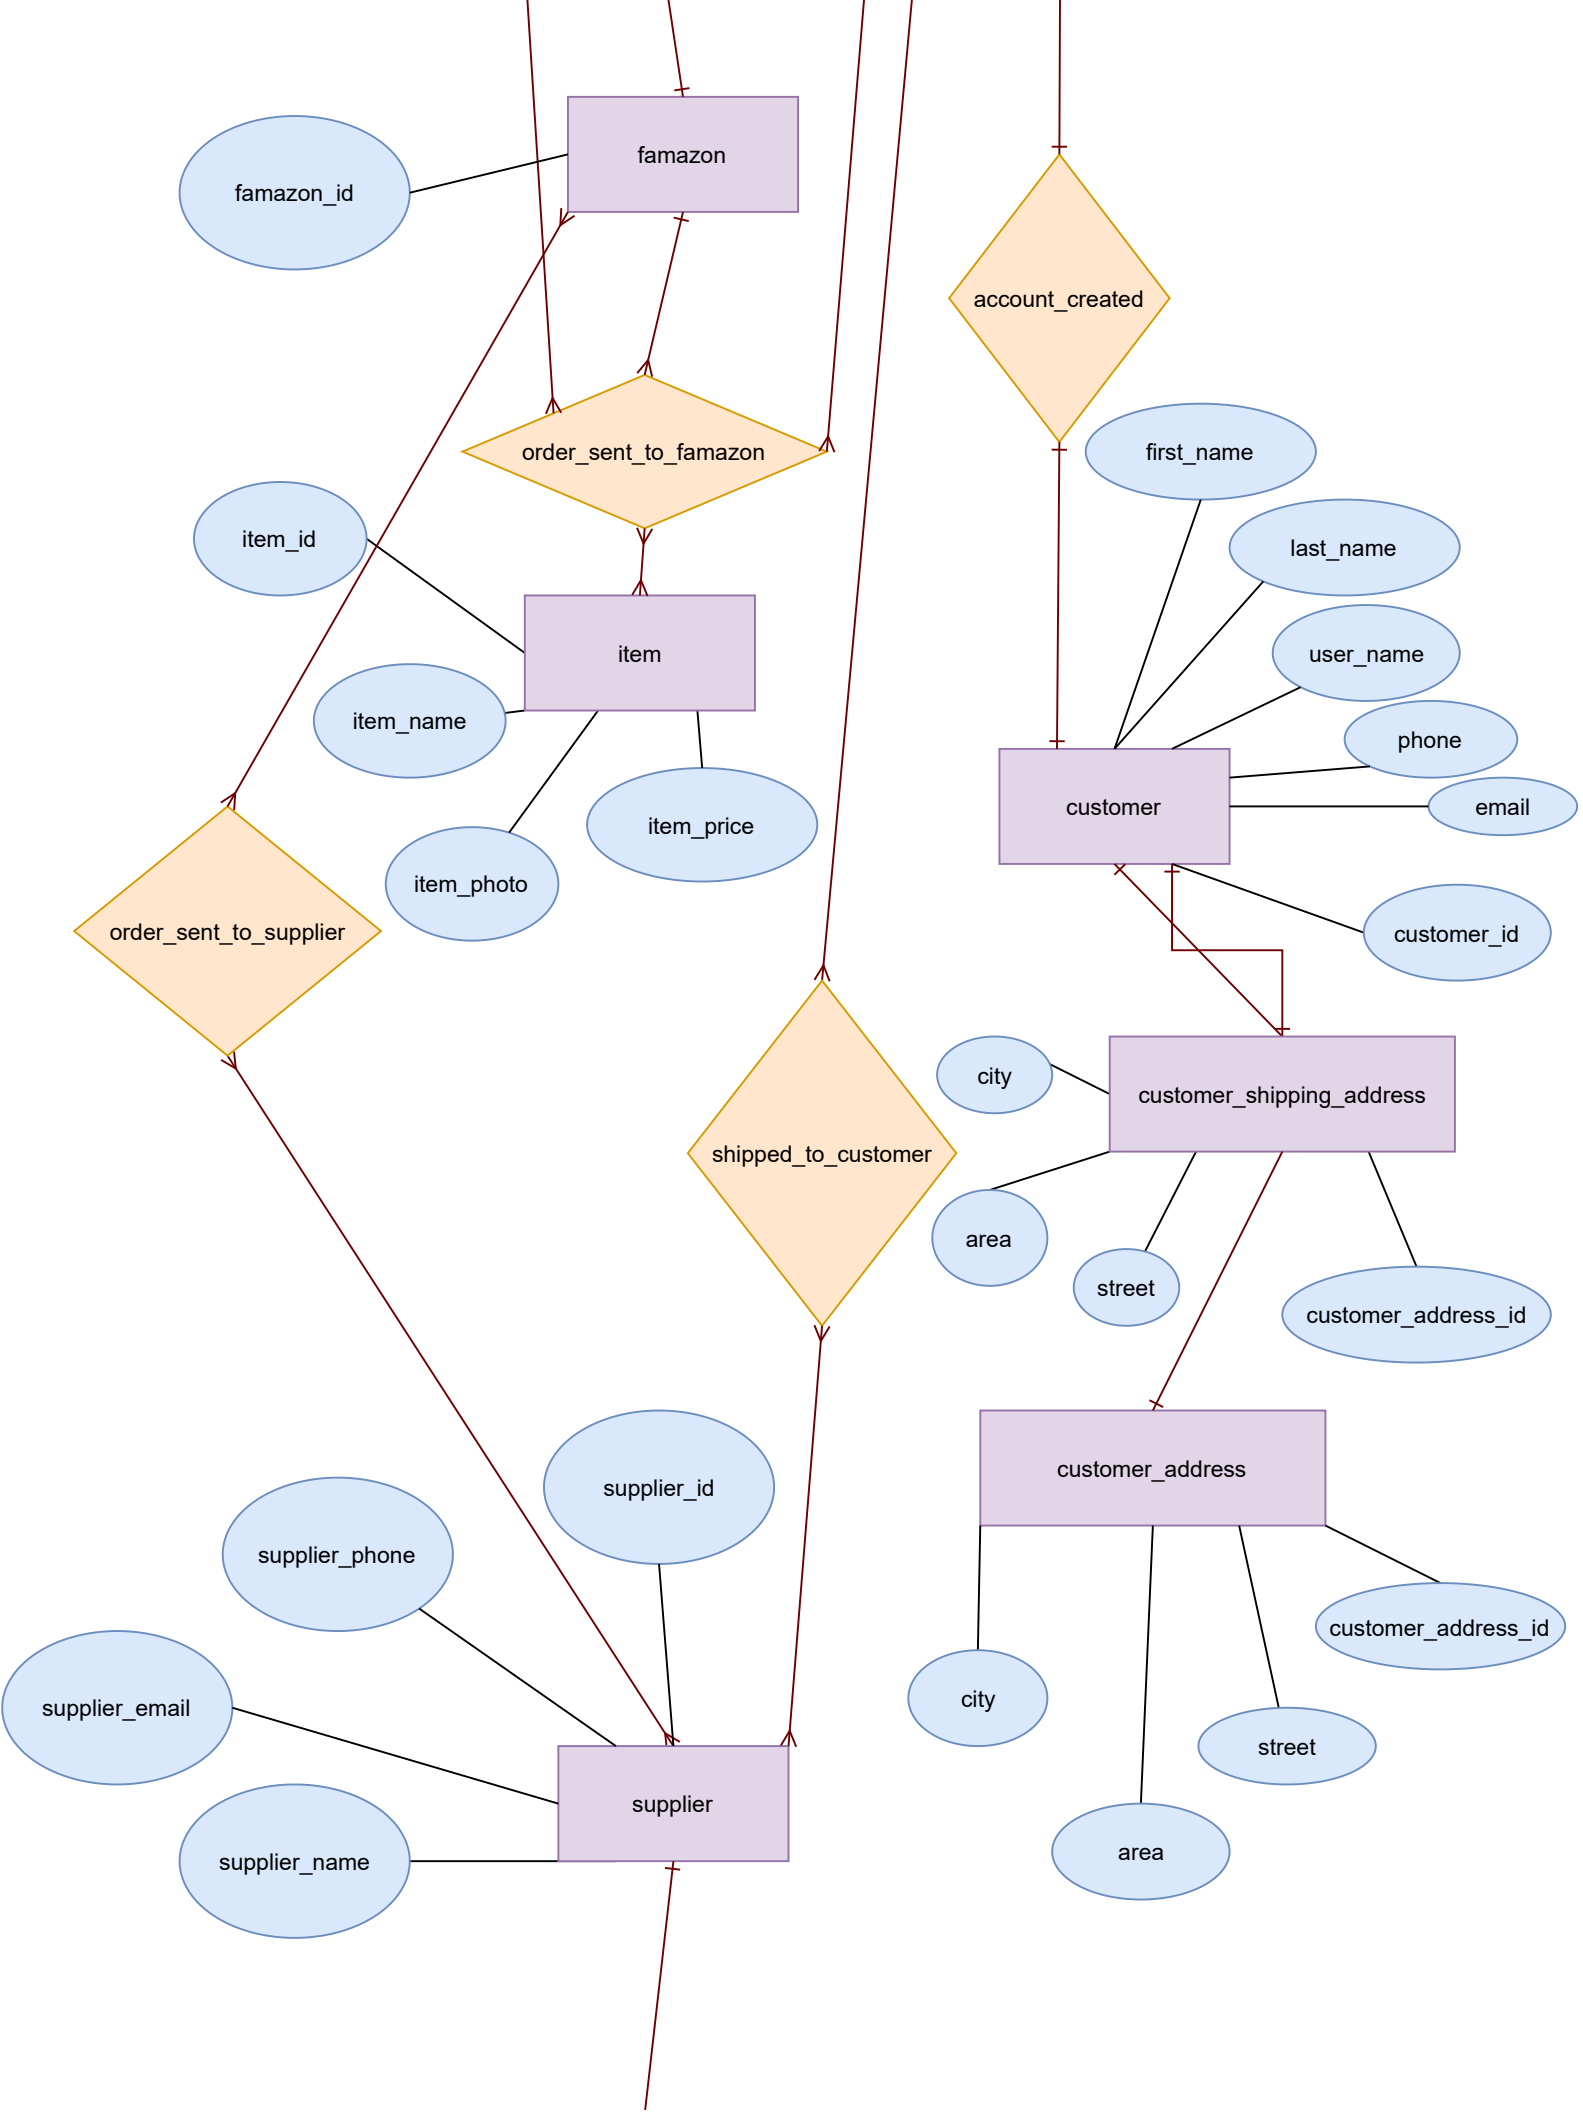 famazon
famazon_id
account_created
order_sent_to_famazon
first_name
item_id
last_name
item
user_name
item_name
phone
item_price
customer
email
item_photo
order_sent_to_supplier
customer_id
city
customer_shipping_address
shipped_to_customer
area
street
customer_address_id
customer_address
supplier_id
supplier_phone
customer_address_id
supplier_email
city
street
supplier
supplier_name
area